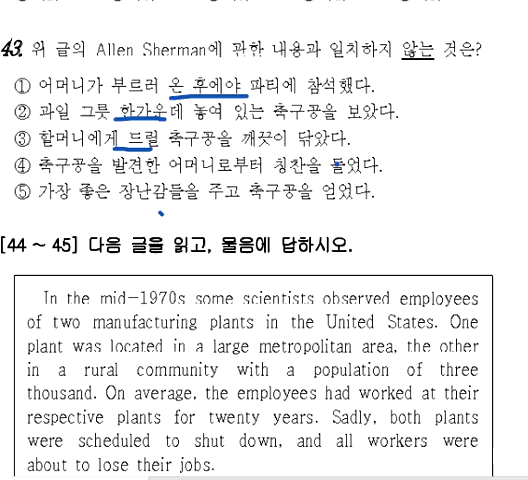 43. 위 글의 Allen Sherman에 관한 내용과 일치하지 않는 것은?
① 어머니가 부르러 온 후에야 파티에 참석했다.
② 과일 그릇 한가운데 놓여 있는 축구공을 보았다.
③ 할머니에게 드릴 축구공을 깨끗이 닦았다.
④ 축구공을 발견한 어머니로부터 칭찬을 들었다.
⑤ 가장 좋은 장난감들을 주고 축구공을 얻었다.
[44 ~ 45] 다음 글을 읽고, 물음에 답하시오.
In the mid-1970s some scientists observed employees
of two manufacturing plants in the United States. One
plant was located in a large metropolitan area, the other
in a rural community with a population of three
thousand. On average, the employees had worked at their
respective plants for twenty years. Sadly, both plants
were scheduled to shut down, and all workers were
about to lose their jobs.